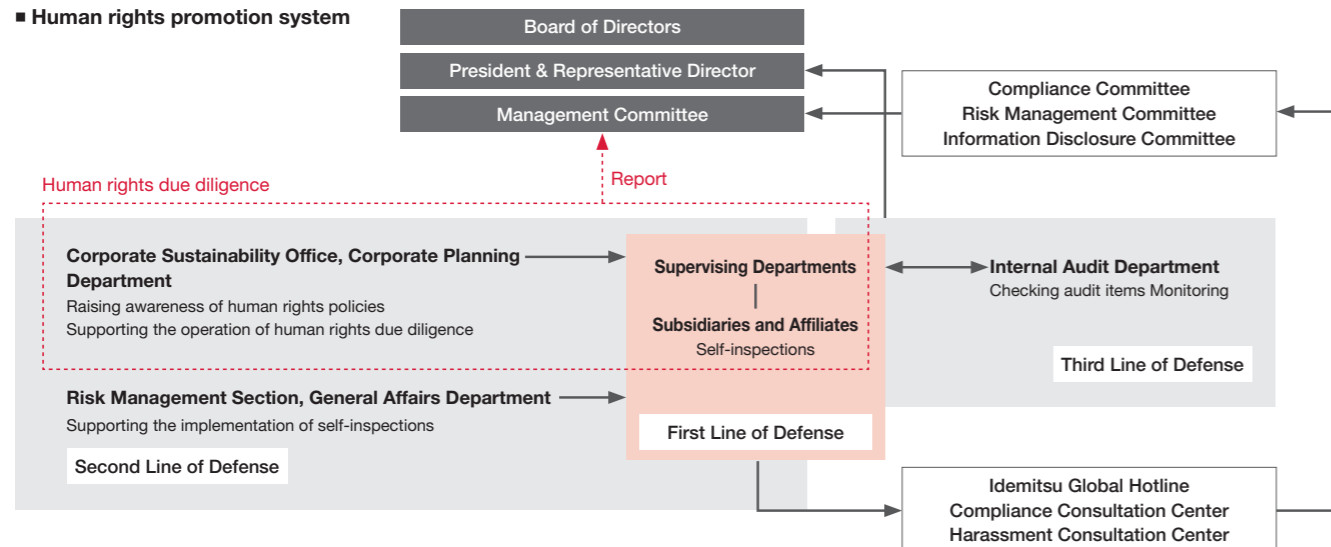 ■ Human rights promotion system
Board of Directors
President & Representative Director
Management Committee
Compliance Committee
Risk Management Committee
Information Disclosure Committee
Human rights due diligence
Report
Corporate Sustainability Office, Corporate Planning
Department
Raising awareness of human rights policies
Supporting the operation of human rights due diligence
Supervising Departments
Subsidiaries and Affiliates
Self-inspections
Internal Audit Department
Checking audit items Monitoring
Third Line of Defense
Risk Management Section, General Affairs Department
Supporting the implementation of self-inspections
Second Line of Defense
First Line of Defense
Idemitsu Global Hotline
Compliance Consultation Center
Harassment Consultation Center